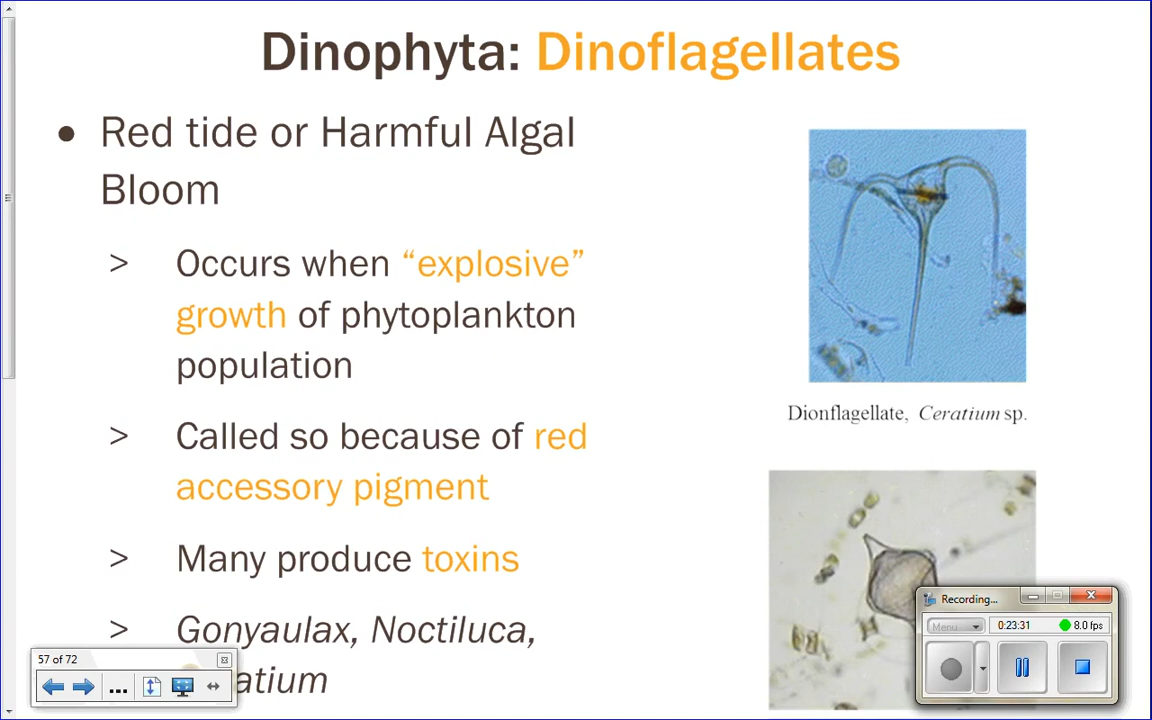 Dinophyta: Dinoflagellates
● Red tide or Harmful Algal
Bloom
> Occurs when “explosive”
growth of phytoplankton
population
> Called so because of red
accessory pigment
> Many produce toxins
> Gonyaulax, Noctiluca,
atium
Dionflagellate, Ceratium sp.
Recording...
Menu
0:23:31
8.0 fps
57 of 72
...